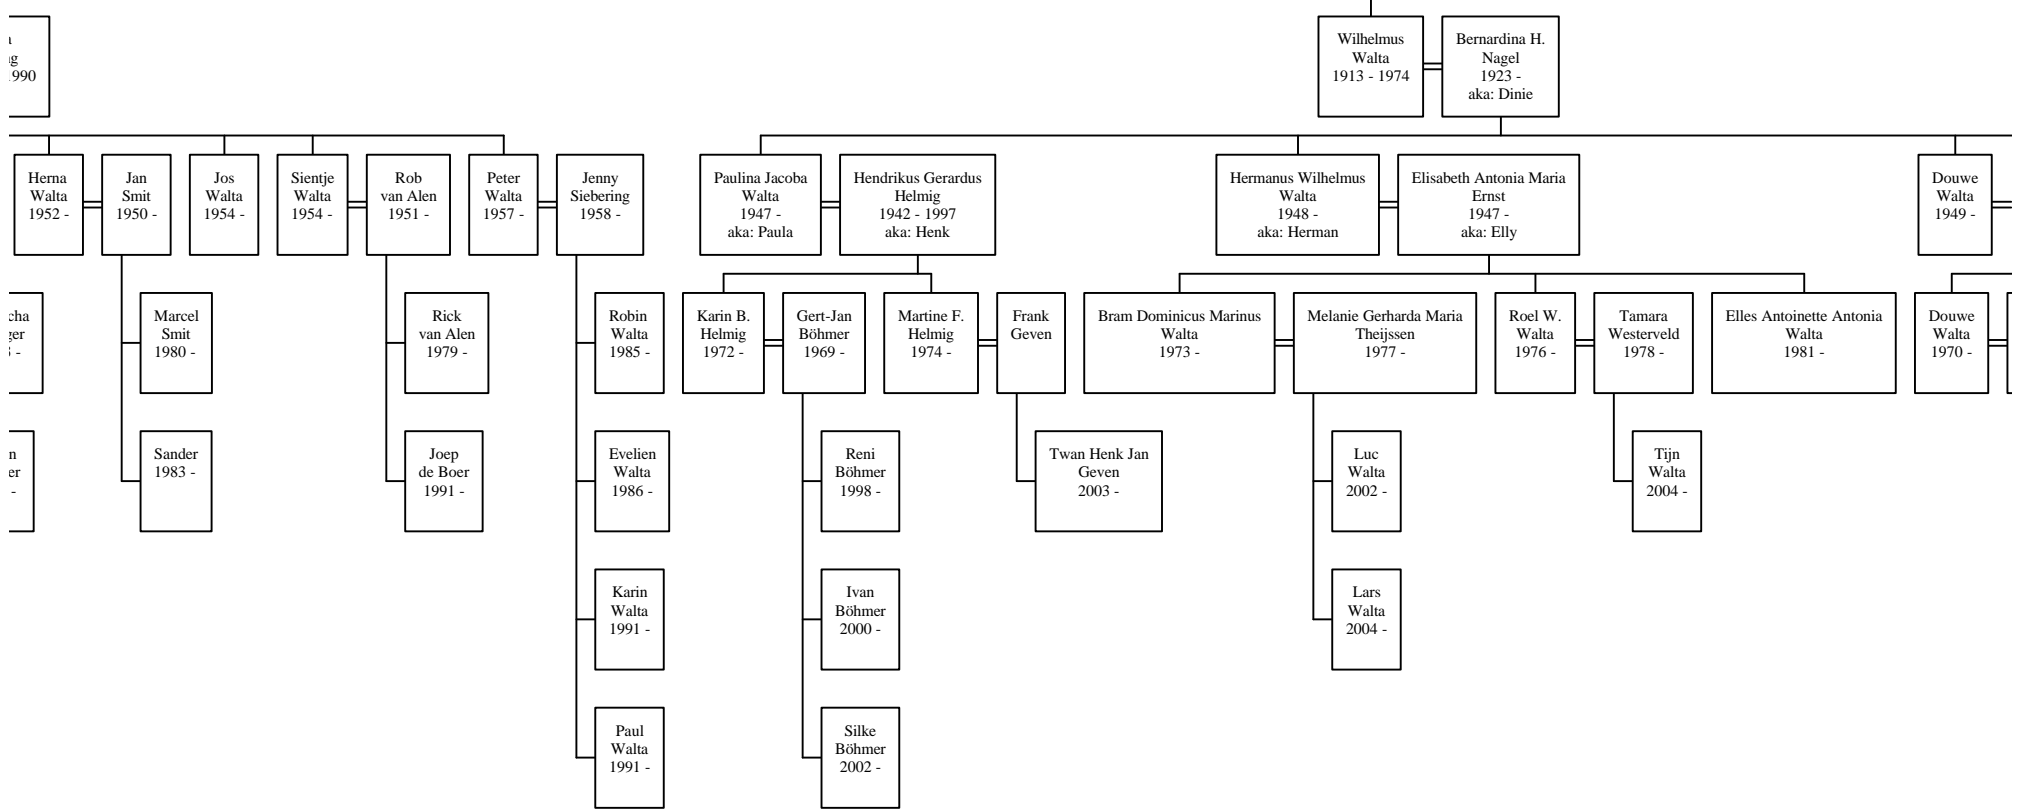 1990
Wilhelmus
Walta
1913 - 1974
Bernardina H.
Nagel
1923 -
aka: Dinie
Herna
Walta
1952 -
Jan
Smit
1950 -
Jos
Walta
1954 -
Sientje
Walta
1954 -
Rob
van Alen
1951 -
Peter
Walta
1957 -
Jenny
Siebering
1958 -
Paulina Jacoba
Walta
1947 -
aka: Paula
Hendrikus Gerardus
Helmig
1942 - 1997
aka: Henk
Hermanus Wilhelmus
Walta
1948 -
aka: Herman
Elisabeth Antonia Maria
Ernst
1947 -
aka: Elly
Douwe
Walta
1949 -
Marcel
Smit
1980 -
Rick
van Alen
1979 -
Robin
Walta
1985 -
Karin B.
Helmig
1972 -
Gert-Jan
Böhmer
1969 -
Martine F.
Helmig
1974 -
Frank
Geven
Bram Dominicus Marinus
Walta
1973 -
Melanie Gerharda Maria
Theijssen
1977 -
Roel W.
Walta
1976 -
Tamara
Westerveld
1978 -
Elles Antoinette Antonia
Walta
1981 -
Douwe
Walta
1970 -
Sander
1983 -
Joep
de Boer
1991 -
Evelien
Walta
1986 -
Reni
Böhmer
1998 -
Twan Henk Jan
Geven
2003 -
Luc
Walta
2002 -
Tijn
Walta
2004 -
Karin
Walta
1991 -
Ivan
Böhmer
2000 -
Lars
Walta
2004 -
Paul
Walta
1991 -
Silke
Böhmer
2002 -